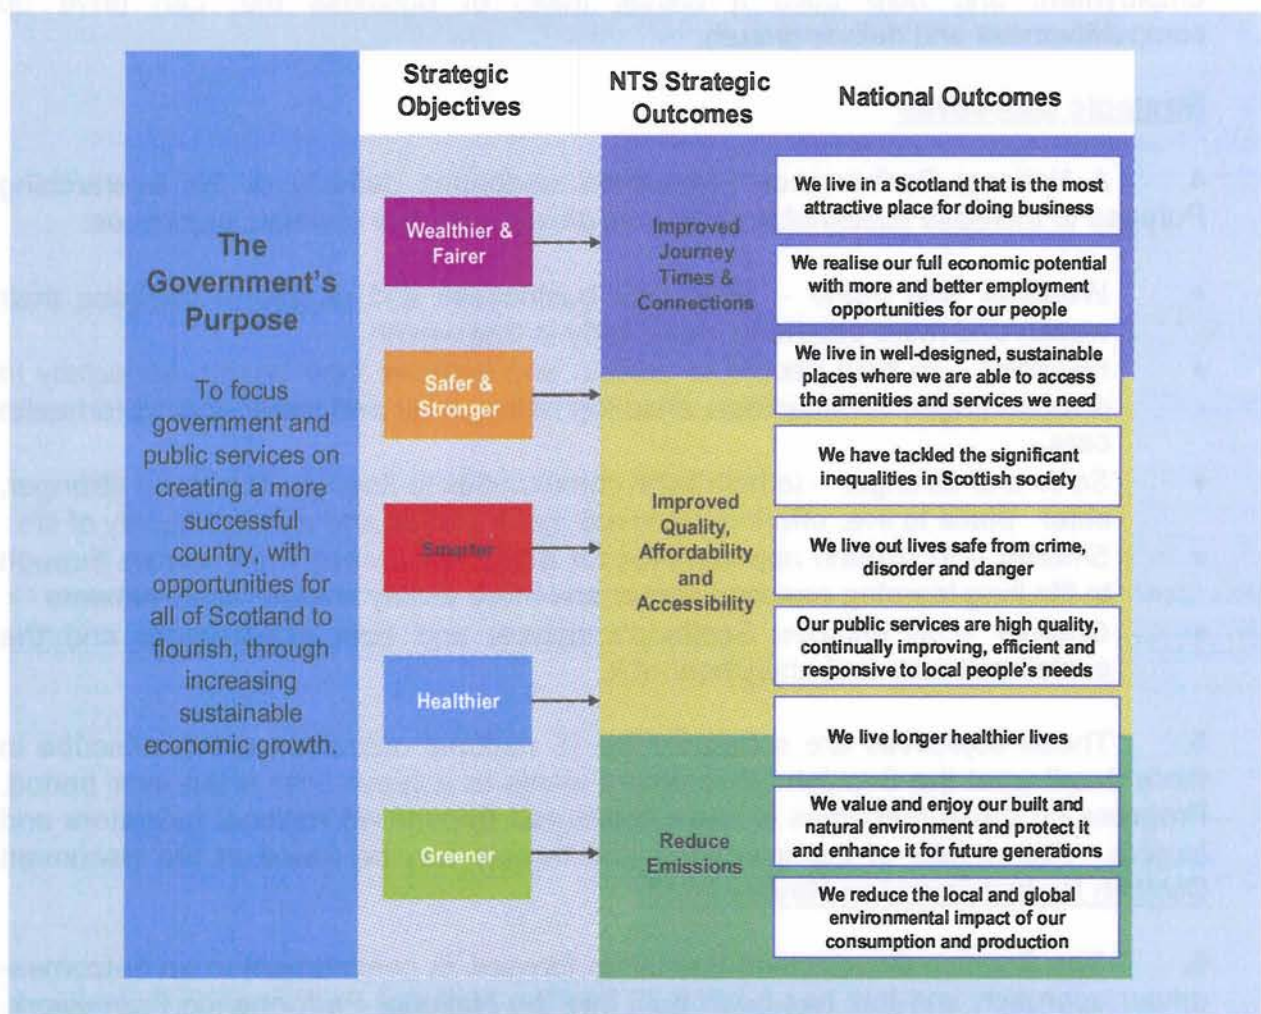 Strategic
Objectives
NTS Strategic
Outcomes
National Outcomes
The
Government's
Purpose
To focus
government and
public services on
creating a more
successful
country, with
opportunities for
all of Scotland to
flourish, through
increasing
sustainable
economic growth.
Wealthier &
Fairer
Safer &
Stronger
Smarter
Healthier
Greener
Improved
Journey
Times &
Connections
Improved
Quality,
Affordability
and
Accessibility
Reduce
Emissions
We live in a Scotland that is the most
attractive place for doing business
We realise our full economic potential
with more and better employment
opportunities for our people
We live in well-designed, sustainable
places where we are able to access
the amenities and services we need
We have tackled the significant
inequalities in Scottish society
We live out lives safe from crime,
disorder and danger
Our public services are high quality,
continually improving, efficient and
responsive to local people's needs
We live longer healthier lives
We value and enjoy our built and
natural environment and protect it
and enhance it for future generations
We reduce the local and global
environmental impact of our
consumption and production